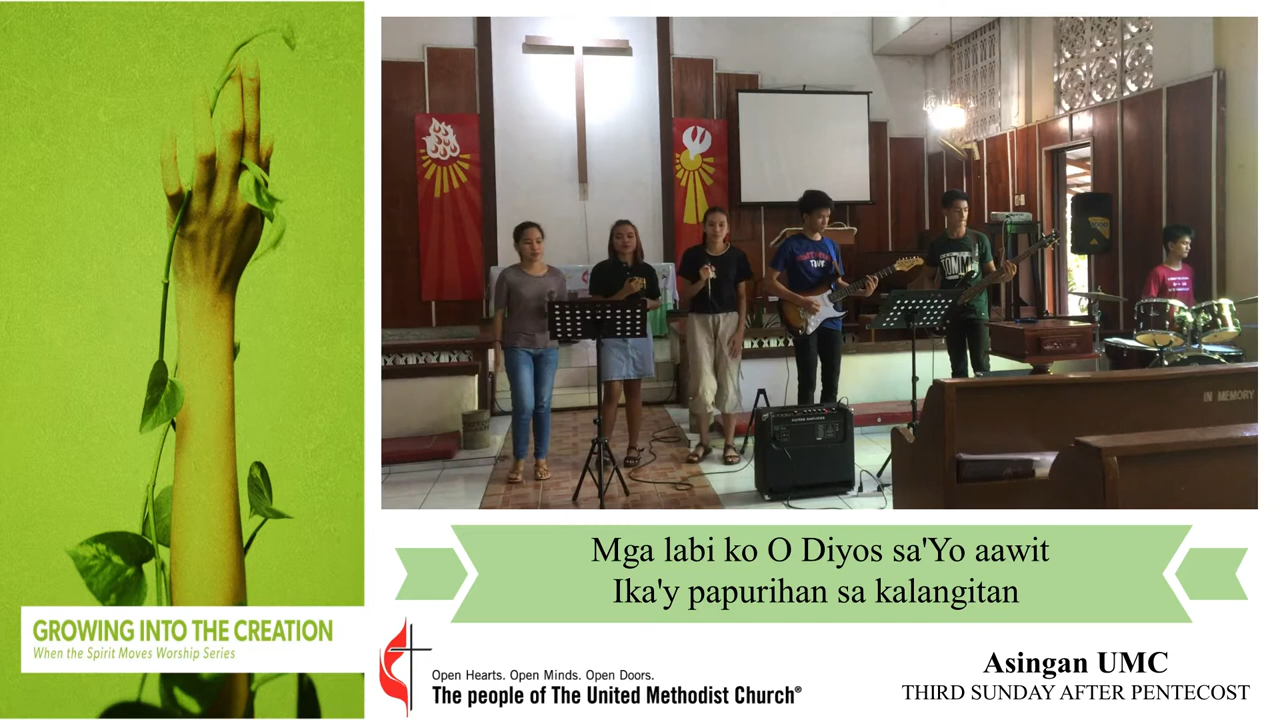 IN MEMORY
Mga labi ko O Diyos sa'Yo aawit
Ika'y papurihan sa kalangitan
GROWING INTO THE CREATION
When the Spirit Moves Worship Series
Open Hearts. Open Minds. Open Doors.
The people of The United Methodist Church®
Asingan UMC
THIRD SUNDAY AFTER PENTECOST